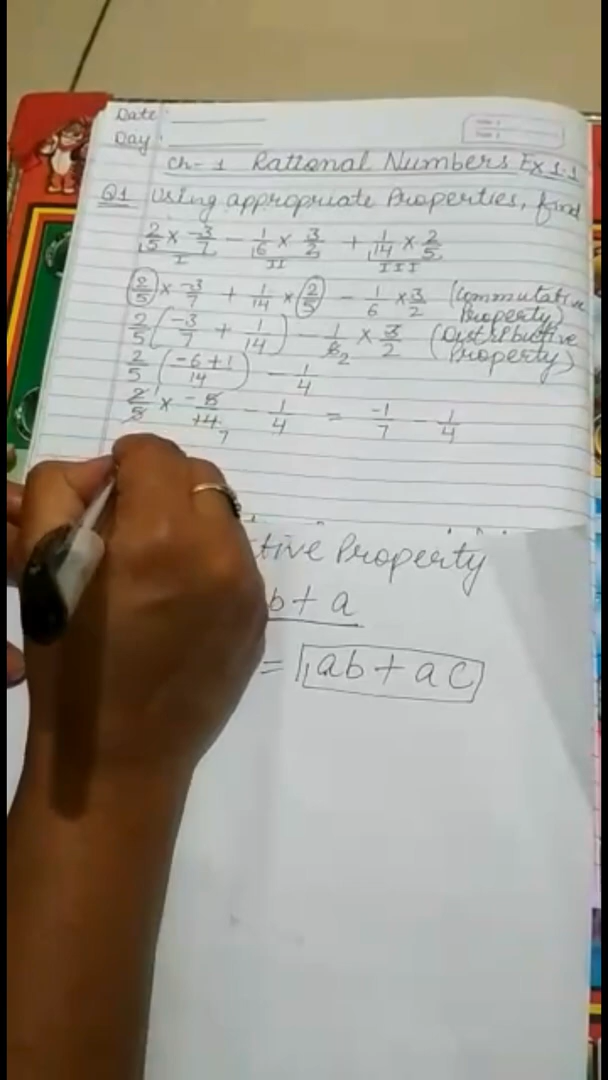 Date :
Day :
Ch- 1 Rational Numbers Ex 1.1
Q1 Using appropriate Properties, find
2/5 × -3/7 - 1/6 × 3/2 + 1/14 × 2/5
I II III
2/5 × -3/7 + 1/14 × 2/5 - 1/6 × 3/2 (Commutative Property)
2/5 (-3/7 + 1/14) - 1/6 2 × 3/2 (Distributive Property)
2/5 (-6+1/14) - 1/4
2 1/5 × -5/14 7 - 1/4 = -1/7 - 1/4
tive Property
b + a
= ab + ac